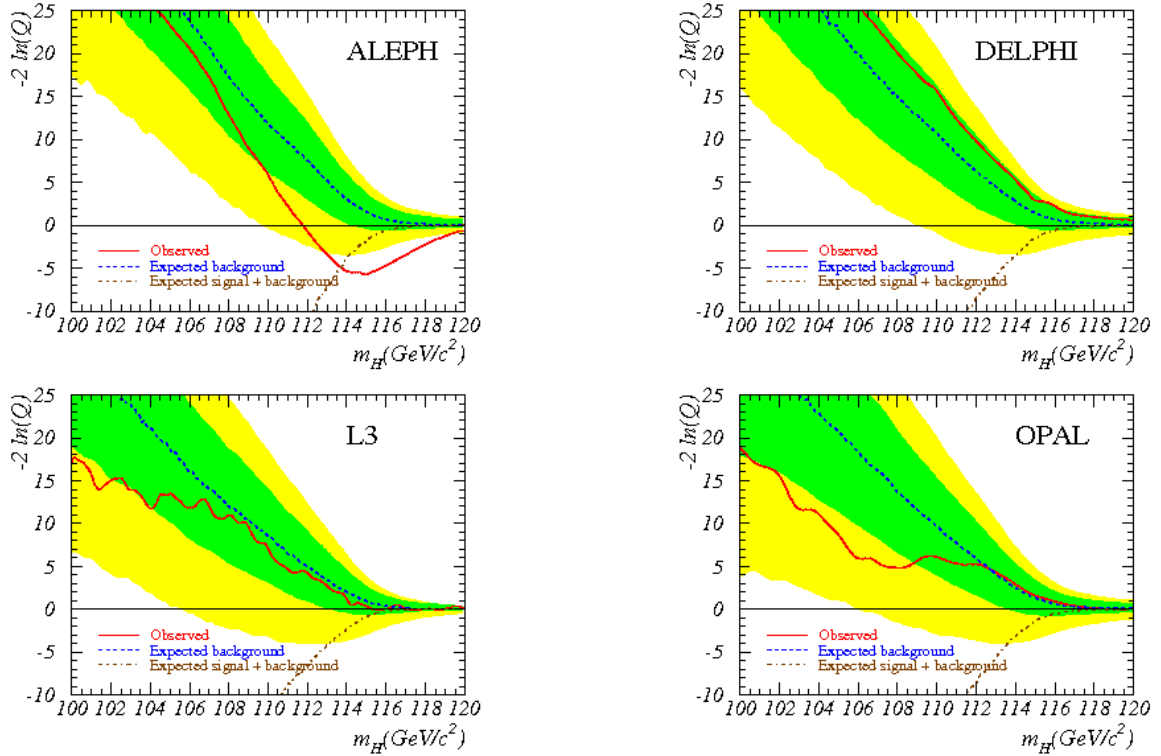 ALEPH
-2 ln(Q)
25
20
15
10
5
0
-5
-10
Observed
Expected background
Expected signal + background
100 102 104 106 108 110 112 114 116 118 120
m_H(GeV/c²)
DELPHI
-2 ln(Q)
25
20
15
10
5
0
-5
-10
Observed
Expected background
Expected signal + background
100 102 104 106 108 110 112 114 116 118 120
m_H(GeV/c²)
L3
-2 ln(Q)
25
20
15
10
5
0
-5
-10
Observed
Expected background
Expected signal + background
100 102 104 106 108 110 112 114 116 118 120
m_H(GeV/c²)
OPAL
-2 ln(Q)
25
20
15
10
5
0
-5
-10
Observed
Expected background
Expected signal + background
100 102 104 106 108 110 112 114 116 118 120
m_H(GeV/c²)